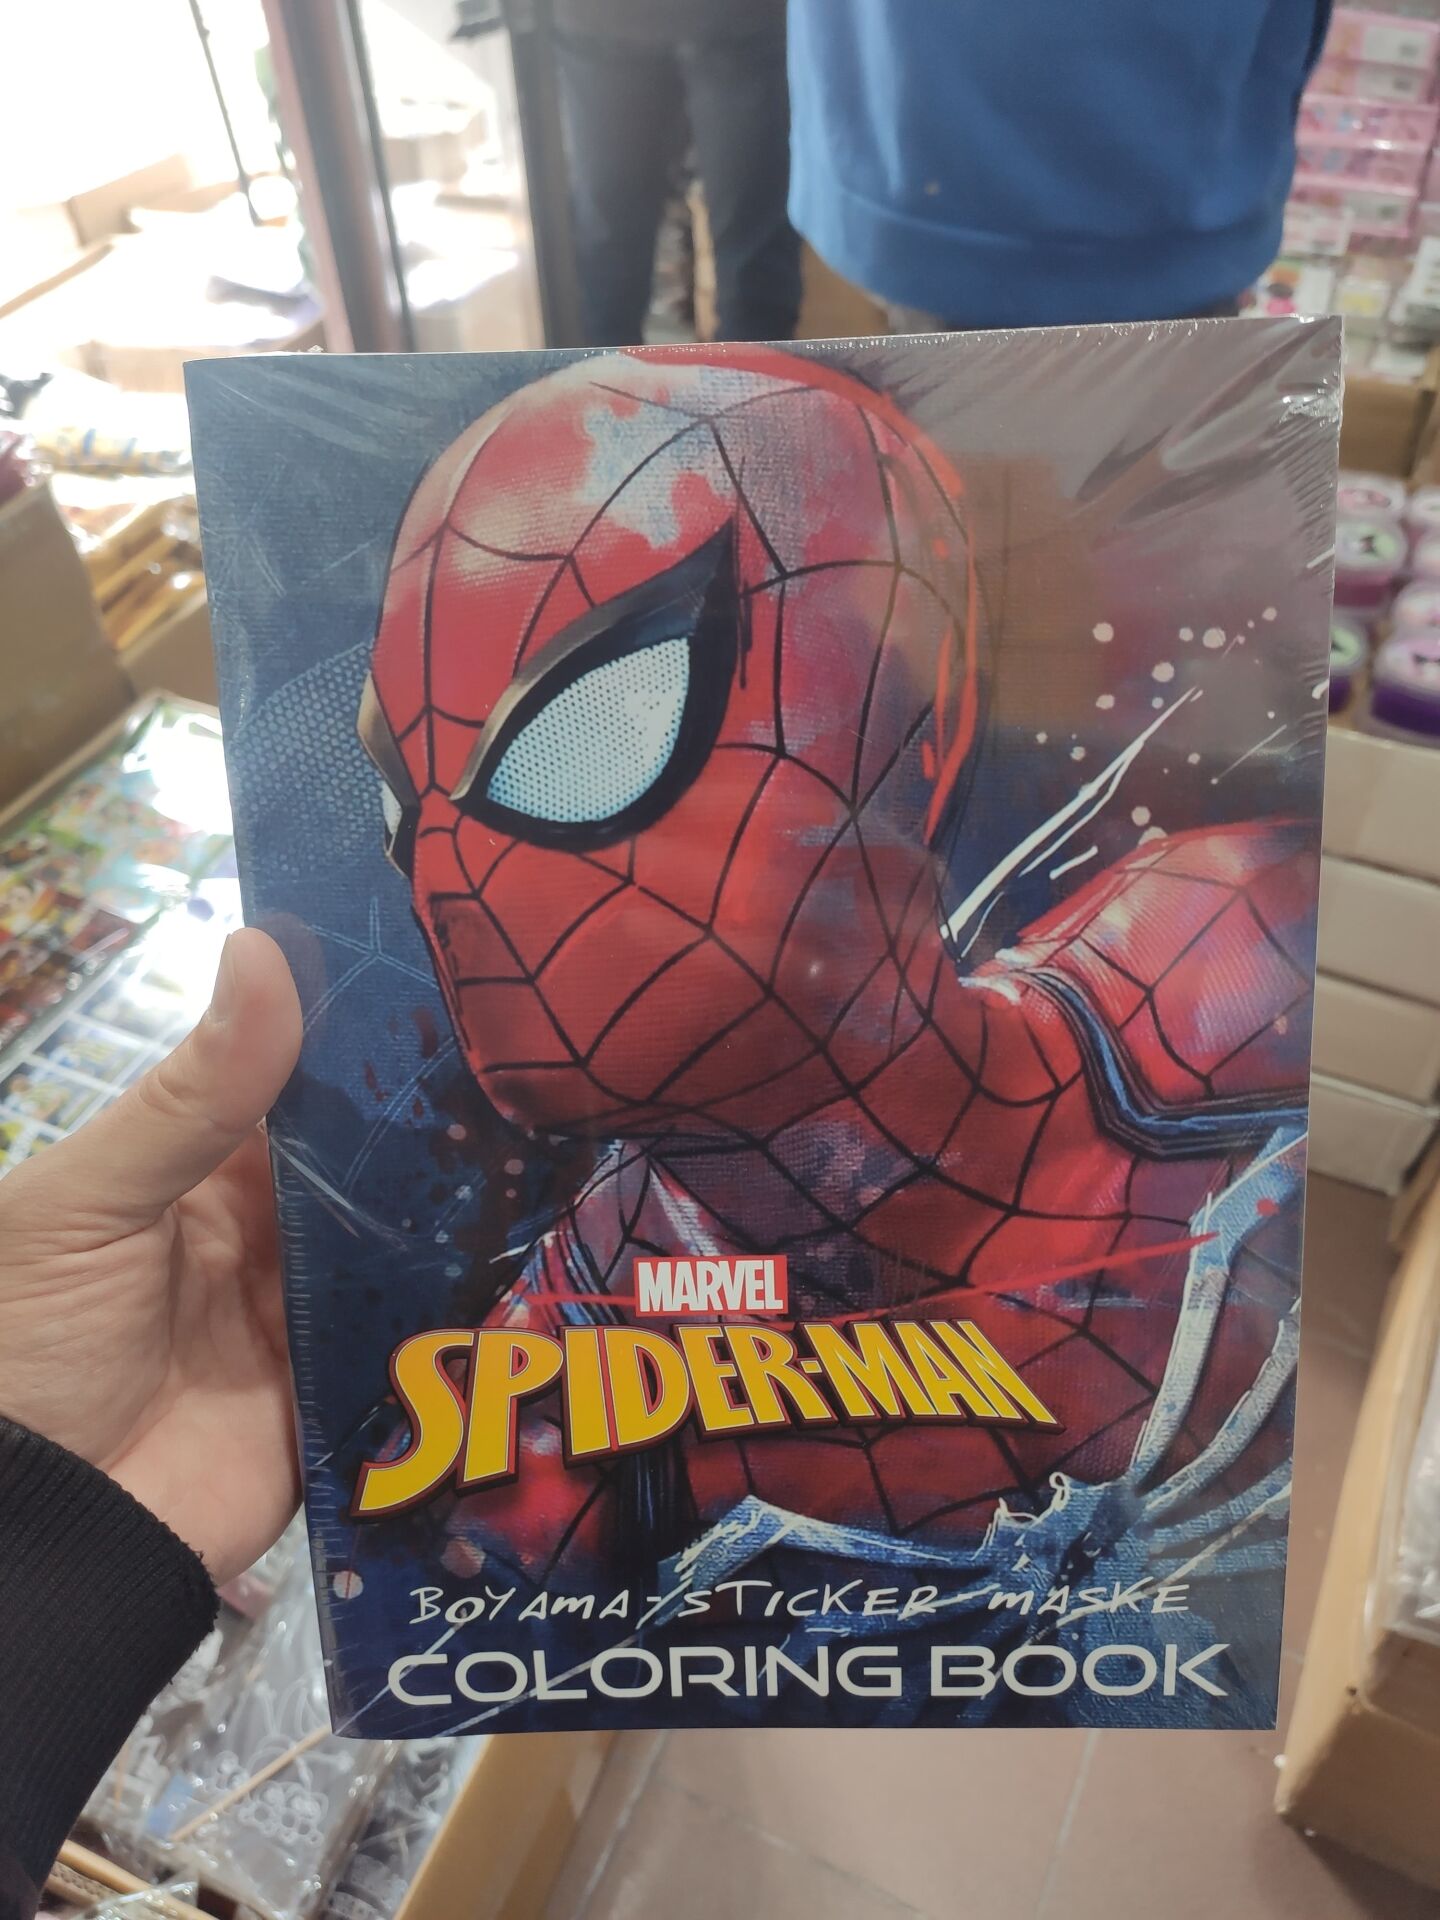 MARVEL
SPIDER-MAN
BOYAMA-STICKER-MASKE
COLORING BOOK